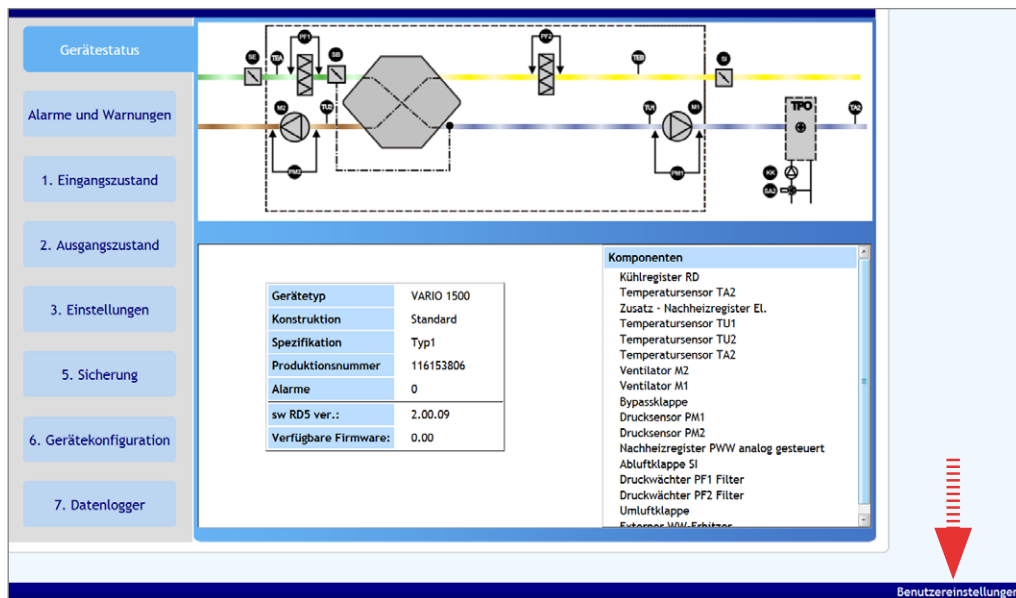 Gerätestatus
Alarme und Warnungen
1. Eingangszustand
2. Ausgangszustand
3. Einstellungen
5. Sicherung
6. Gerätekonfiguration
7. Datenlogger
PF1
PF2
SE
TEA
SB
TEB
SI
M2
TU2
TU1
M1
TPO
TA2
PM2
PM1
KK
SA2
Gerätetyp VARIO 1500
Konstruktion Standard
Spezifikation Typ1
Produktionsnummer 116153806
Alarme 0
sw RD5 ver.: 2.00.09
Verfügbare Firmware: 0.00
Komponenten
Kühlregister RD
Temperatursensor TA2
Zusatz - Nachheizregister El.
Temperatursensor TU1
Temperatursensor TU2
Temperatursensor TA2
Ventilator M2
Ventilator M1
Bypassklappe
Drucksensor PM1
Drucksensor PM2
Nachheizregister PWW analog gesteuert
Abluftklappe SI
Druckwächter PF1 Filter
Druckwächter PF2 Filter
Umluftklappe
Externer WW-Erhitzer
Benutzereinstellungen